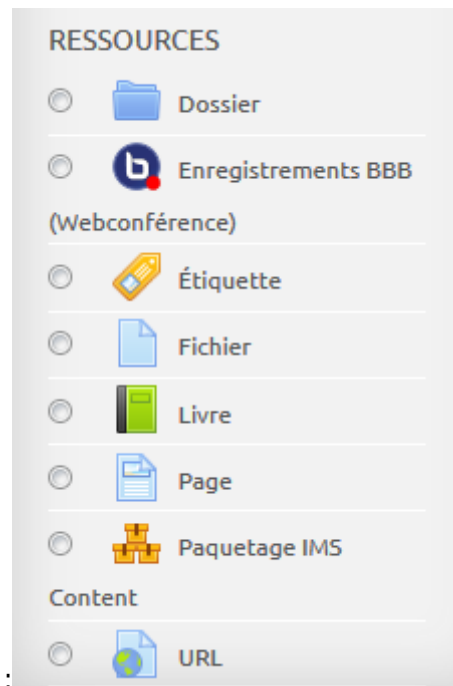 RESSOURCES
Dossier
Enregistrements BBB
(Webconférence)
Étiquette
Fichier
Livre
Page
Paquetage IMS
Content
: URL